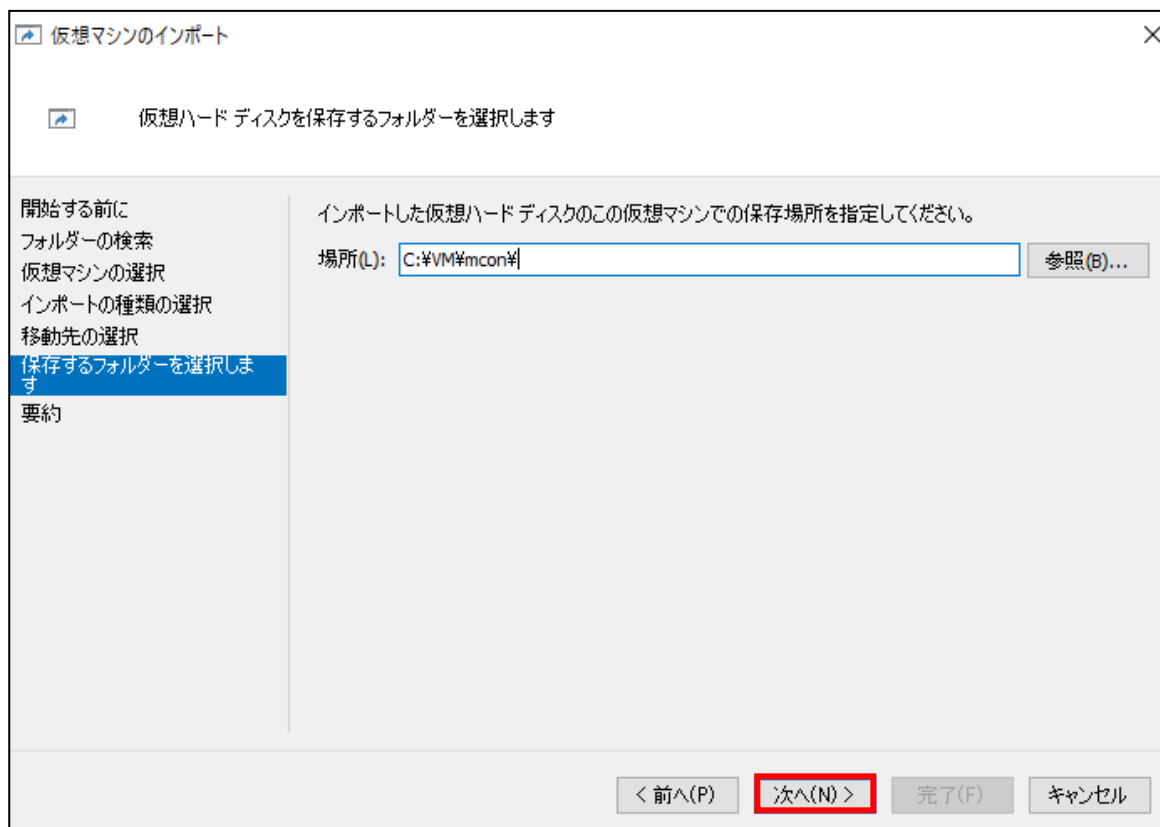 仮想マシンのインポート
仮想ハード ディスクを保存するフォルダーを選択します
開始する前に
フォルダーの検索
仮想マシンの選択
インポートの種類の選択
移動先の選択
保存するフォルダーを選択しま
す
要約
インポートした仮想ハード ディスクのこの仮想マシンでの保存場所を指定してください。
場所(L): C:¥VM¥mcon¥ 参照(B)...
< 前へ(P) 次へ(N) > 完了(F) キャンセル